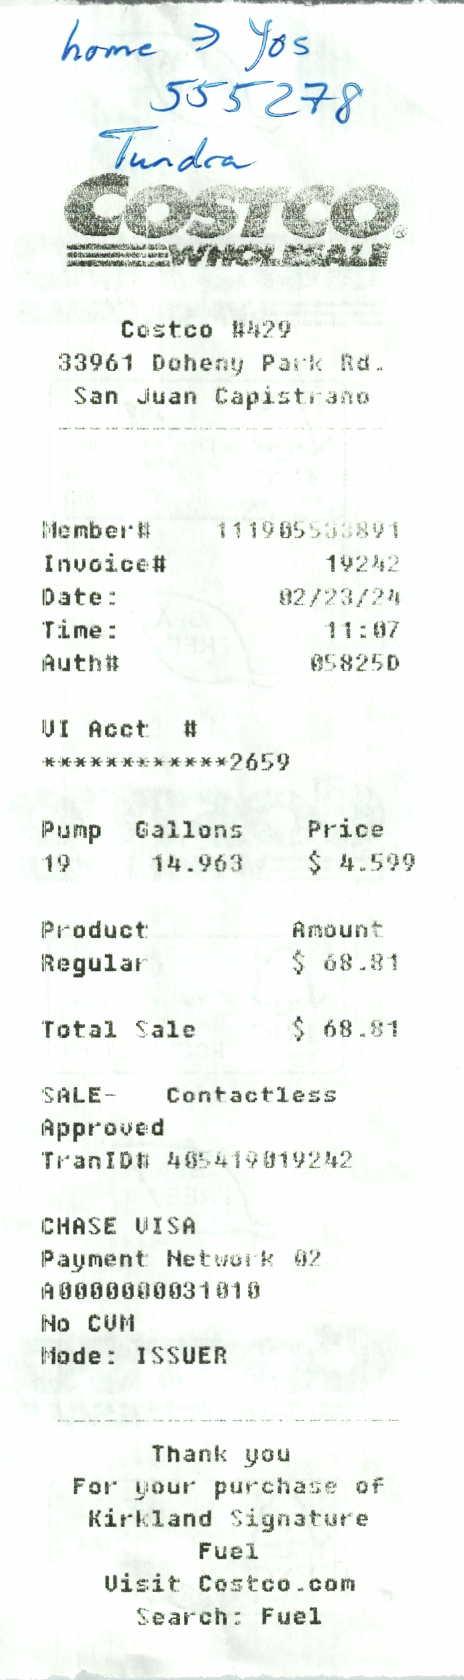 home => Yos
555278
Tundra
COSTCO
WHOLESALE
Costco #429
33961 Doheny Park Rd.
San Juan Capistrano
Member# 111905533891
Invoice# 19242
Date: 02/23/24
Time: 11:07
Auth# 05825D
VI Acct #
************2659
Pump Gallons Price
19 14.963 $ 4.599
Product Amount
Regular $ 68.81
Total Sale $ 68.81
SALE- Contactless
Approved
TranID# 405419019242
CHASE VISA
Payment Network 02
A0000000031010
No CVM
Mode: ISSUER
Thank you
For your purchase of
Kirkland Signature
Fuel
Visit Costco.com
Search: Fuel